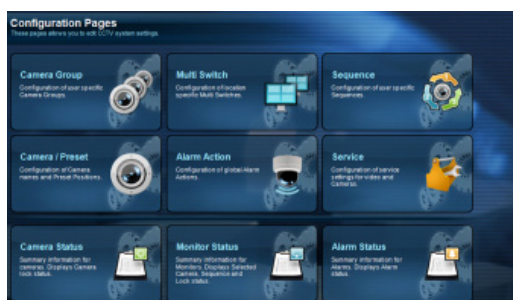 Configuration Pages
These pages allows you to edit CCTV system settings.
Camera Group
Configuration of user specific
Camera Groups.
Multi Switch
Configuration of location
specific Multi Switches.
Sequence
Configuration of user specific
Sequences.
Camera / Preset
Configuration of Camera
names and Preset Positions.
Alarm Action
Configuration of global Alarm
Actions.
Service
Configuration of service
settings for video and
Cameras.
Camera Status
Summary information for
cameras. Displays Camera
lock status.
Monitor Status
Summary information for
Monitors. Displays Selected
Camera, Sequence and
Lock status.
Alarm Status
Summary information for
Alarms. Displays Alarm
status.